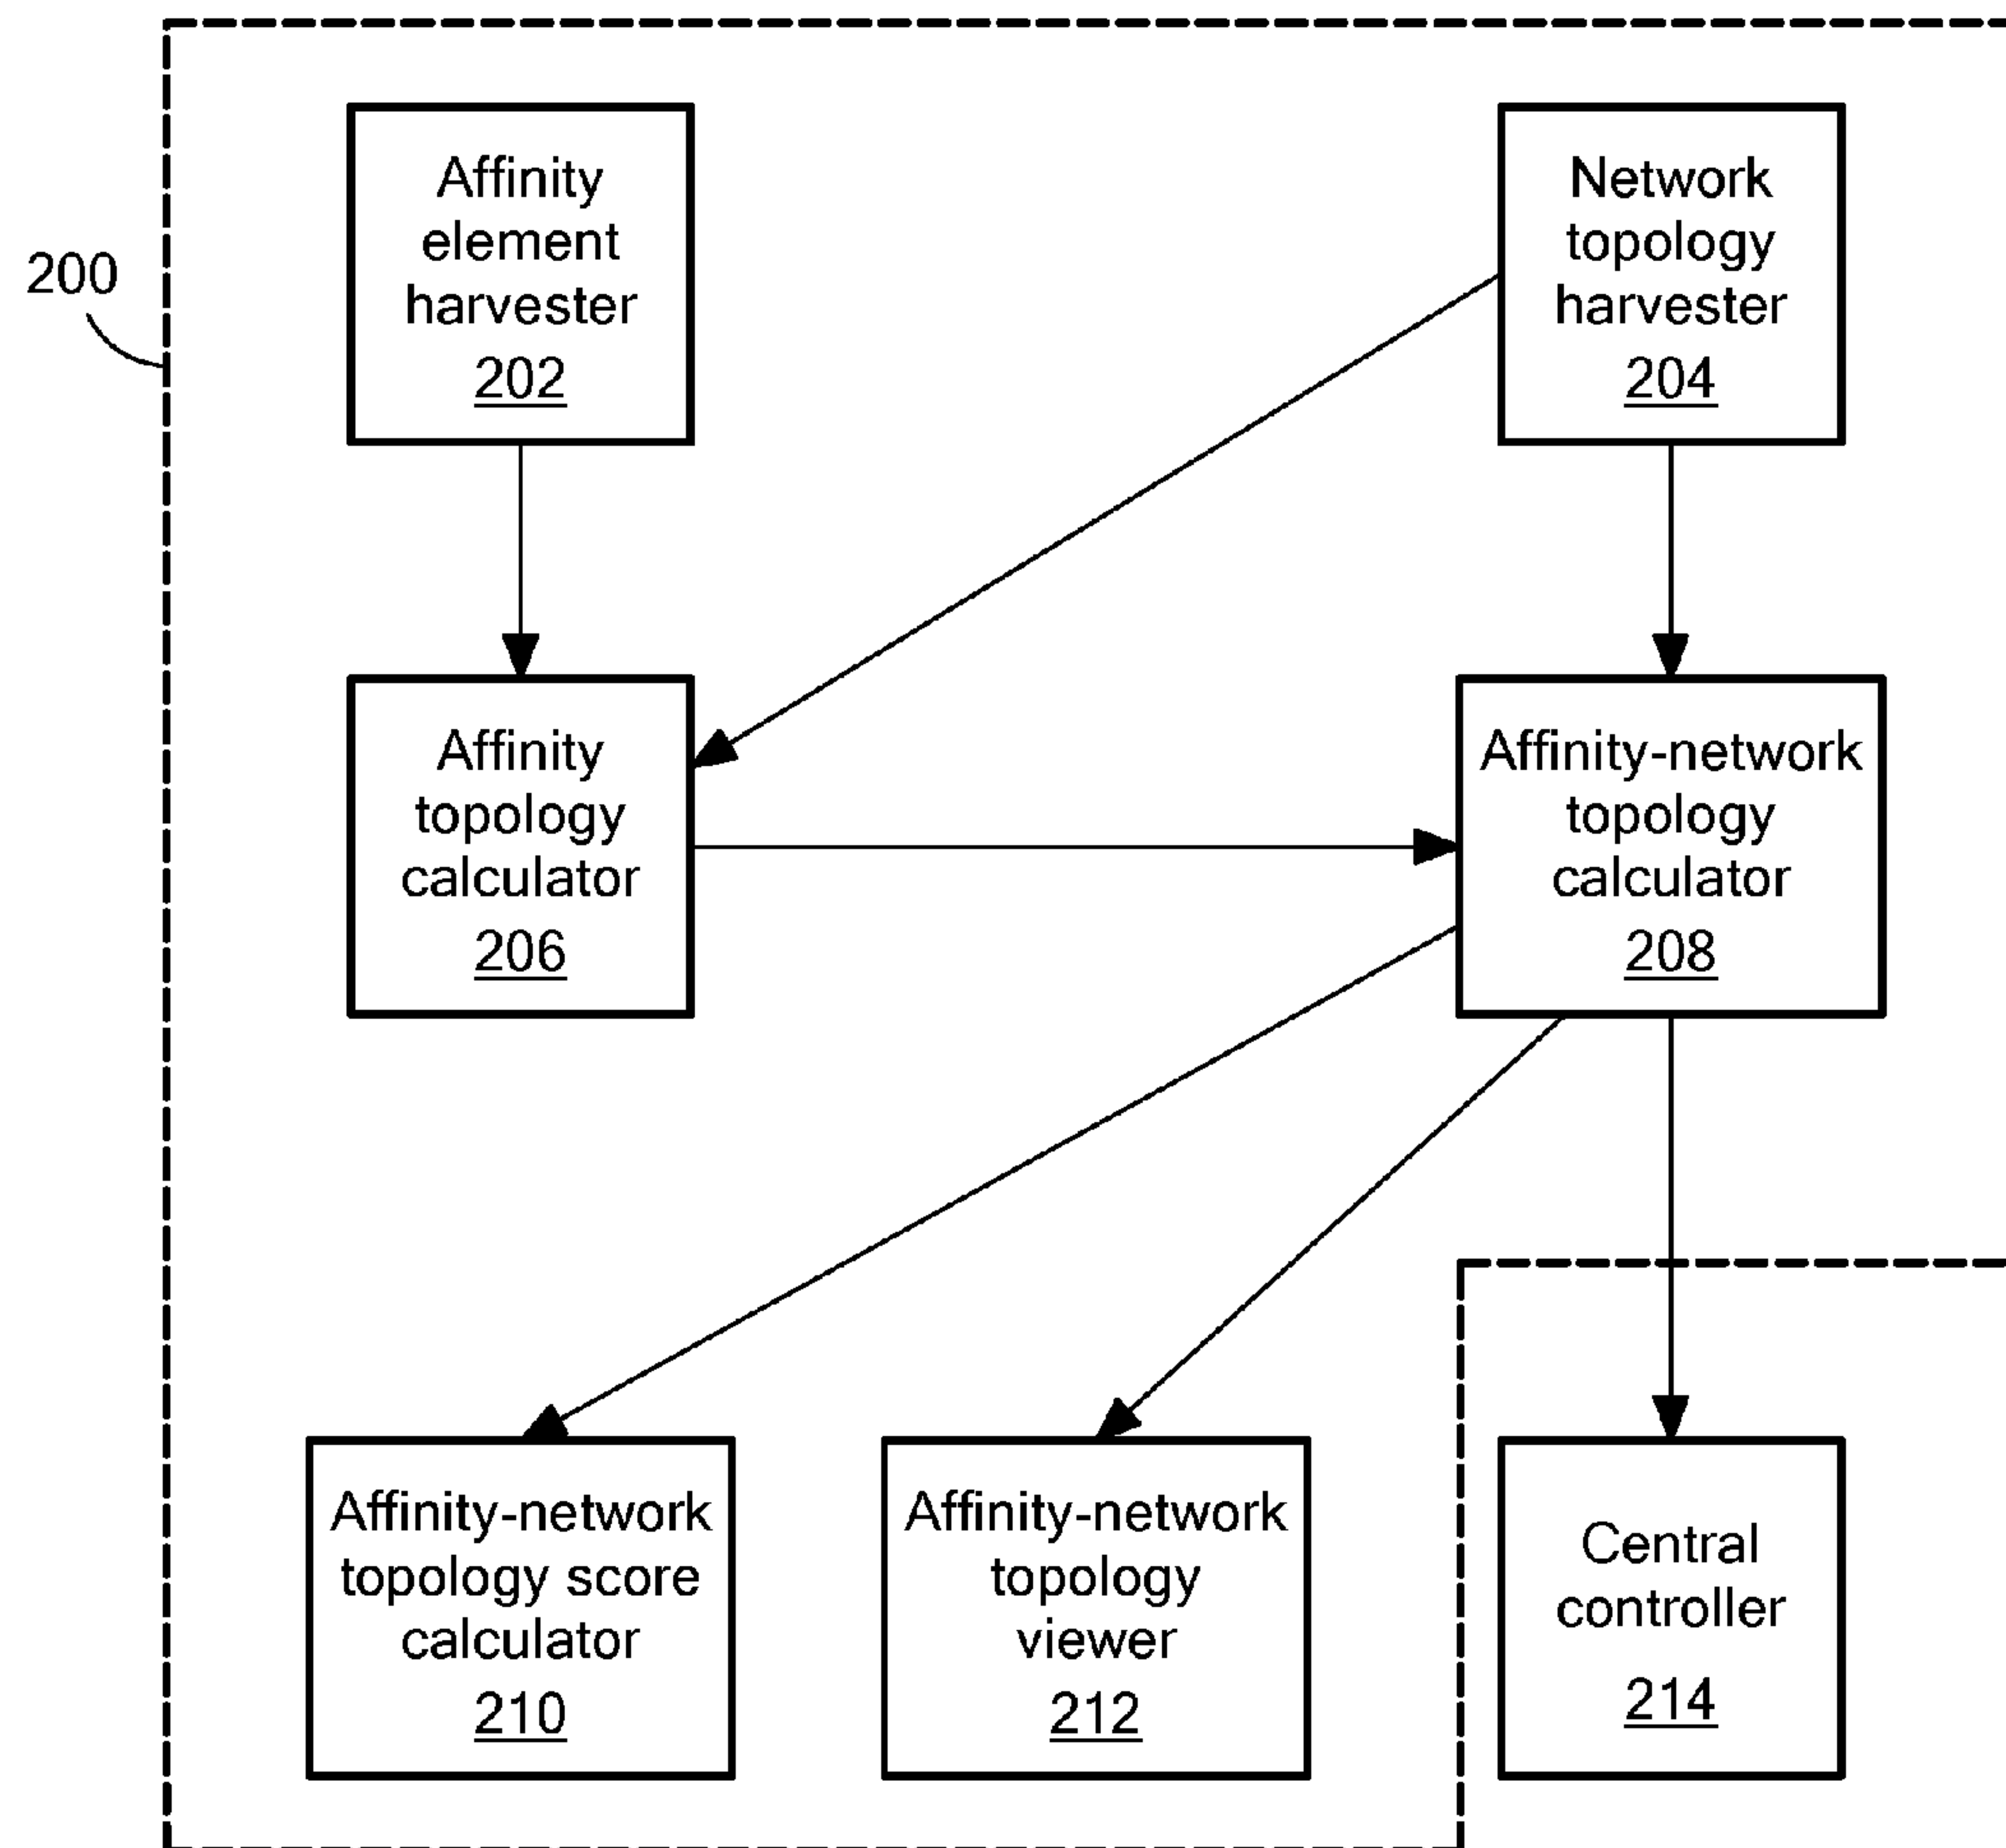 200
Affinity
element
harvester
202
Network
topology
harvester
204
Affinity
topology
calculator
206
Affinity-network
topology
calculator
208
Affinity-network
topology score
calculator
210
Affinity-network
topology
viewer
212
Central
controller
214